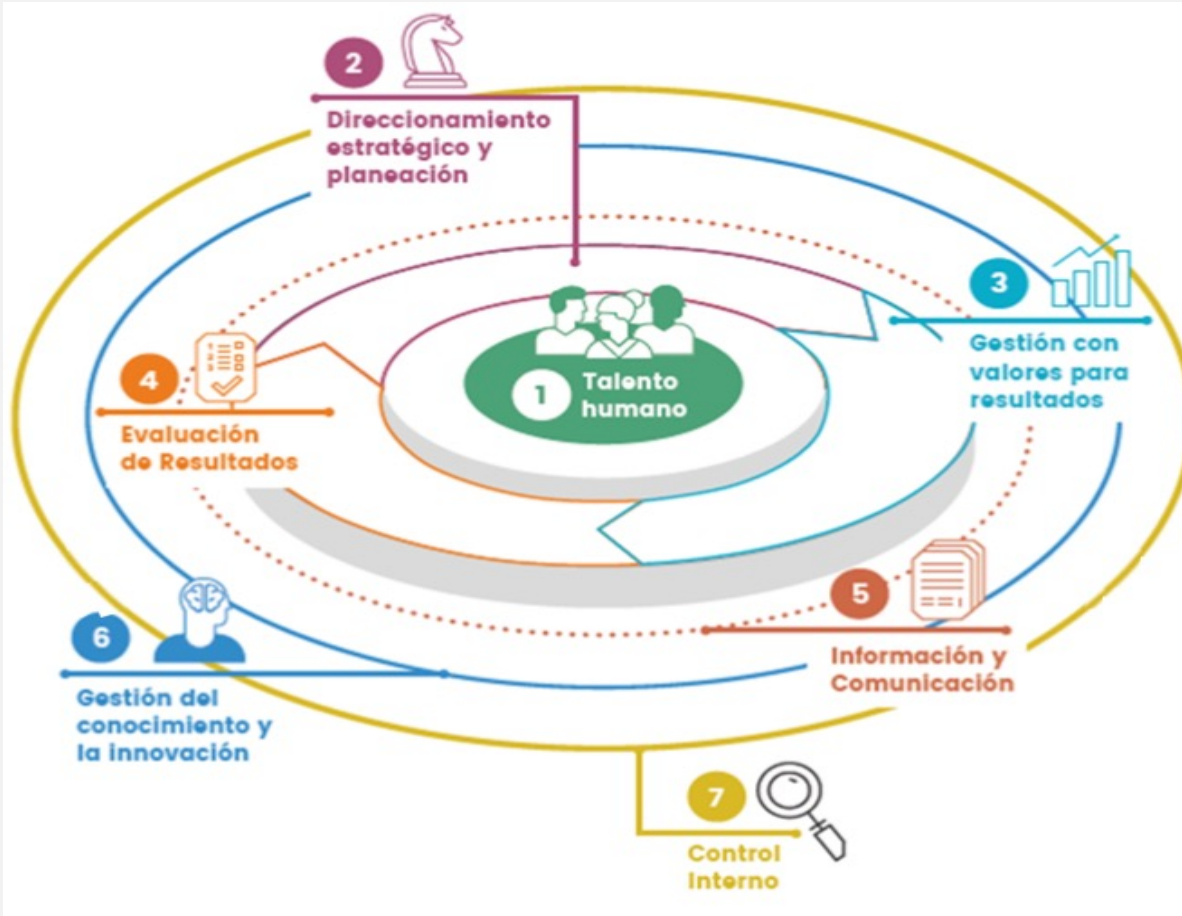 2
Direccionamiento
estratégico y
planeación
3
Gestión con
valores para
resultados
1
Talento
humano
4
Evaluación
de Resultados
5
Información y
Comunicación
6
Gestión del
conocimiento y
la innovación
7
Control
Interno